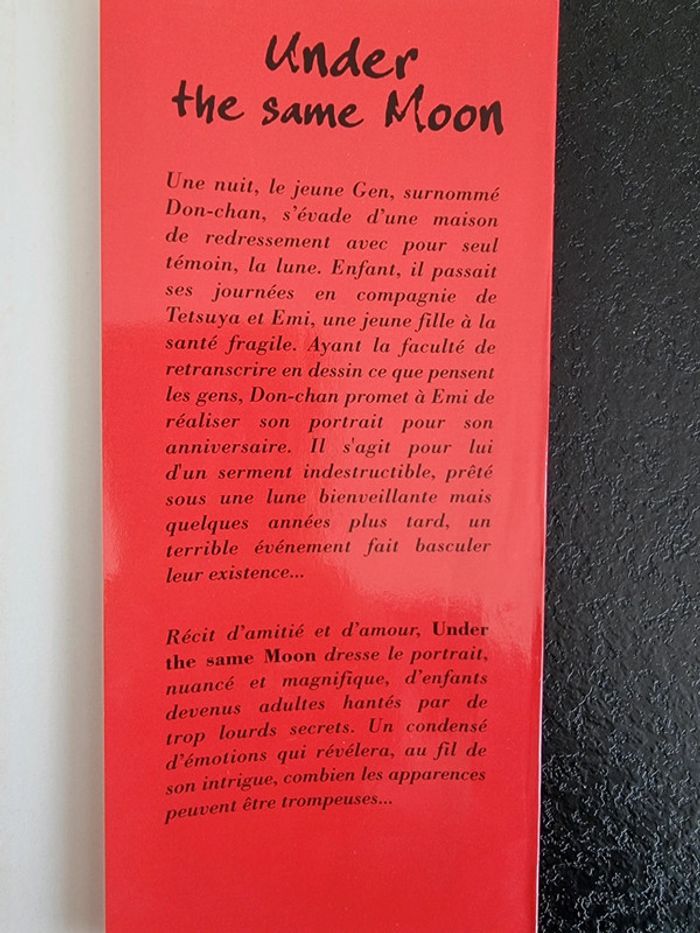 Under
the same Moon
Une nuit, le jeune Gen, surnommé
Don-chan, s'évade d'une maison
de redressement avec pour seul
témoin, la lune. Enfant, il passait
ses journées en compagnie de
Tetsuya et Emi, une jeune fille à la
santé fragile. Ayant la faculté de
retranscrire en dessin ce que pensent
les gens, Don-chan promet à Emi de
réaliser son portrait pour son
anniversaire. Il s'agit pour lui
d'un serment indestructible, prêté
sous une lune bienveillante mais
quelques années plus tard, un
terrible événement fait basculer
leur existence...
Récit d'amitié et d'amour, Under
the same Moon dresse le portrait,
nuancé et magnifique, d'enfants
devenus adultes hantés par de
trop lourds secrets. Un condensé
d'émotions qui révélera, au fil de
son intrigue, combien les apparences
peuvent être trompeuses...